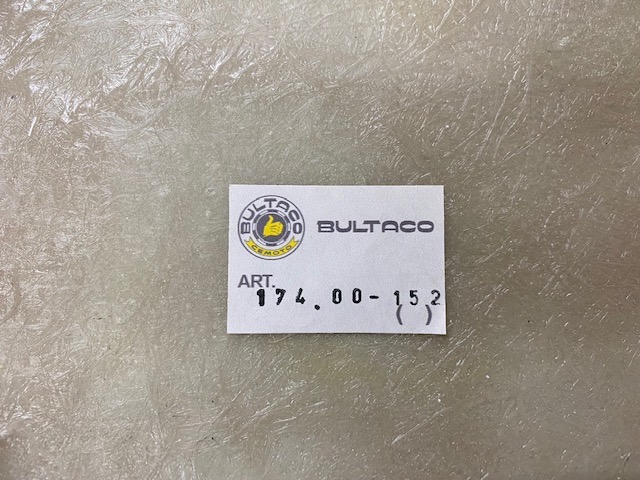 BULTACO
CEMOTO
BULTACO
ART.
174.00-152
( )